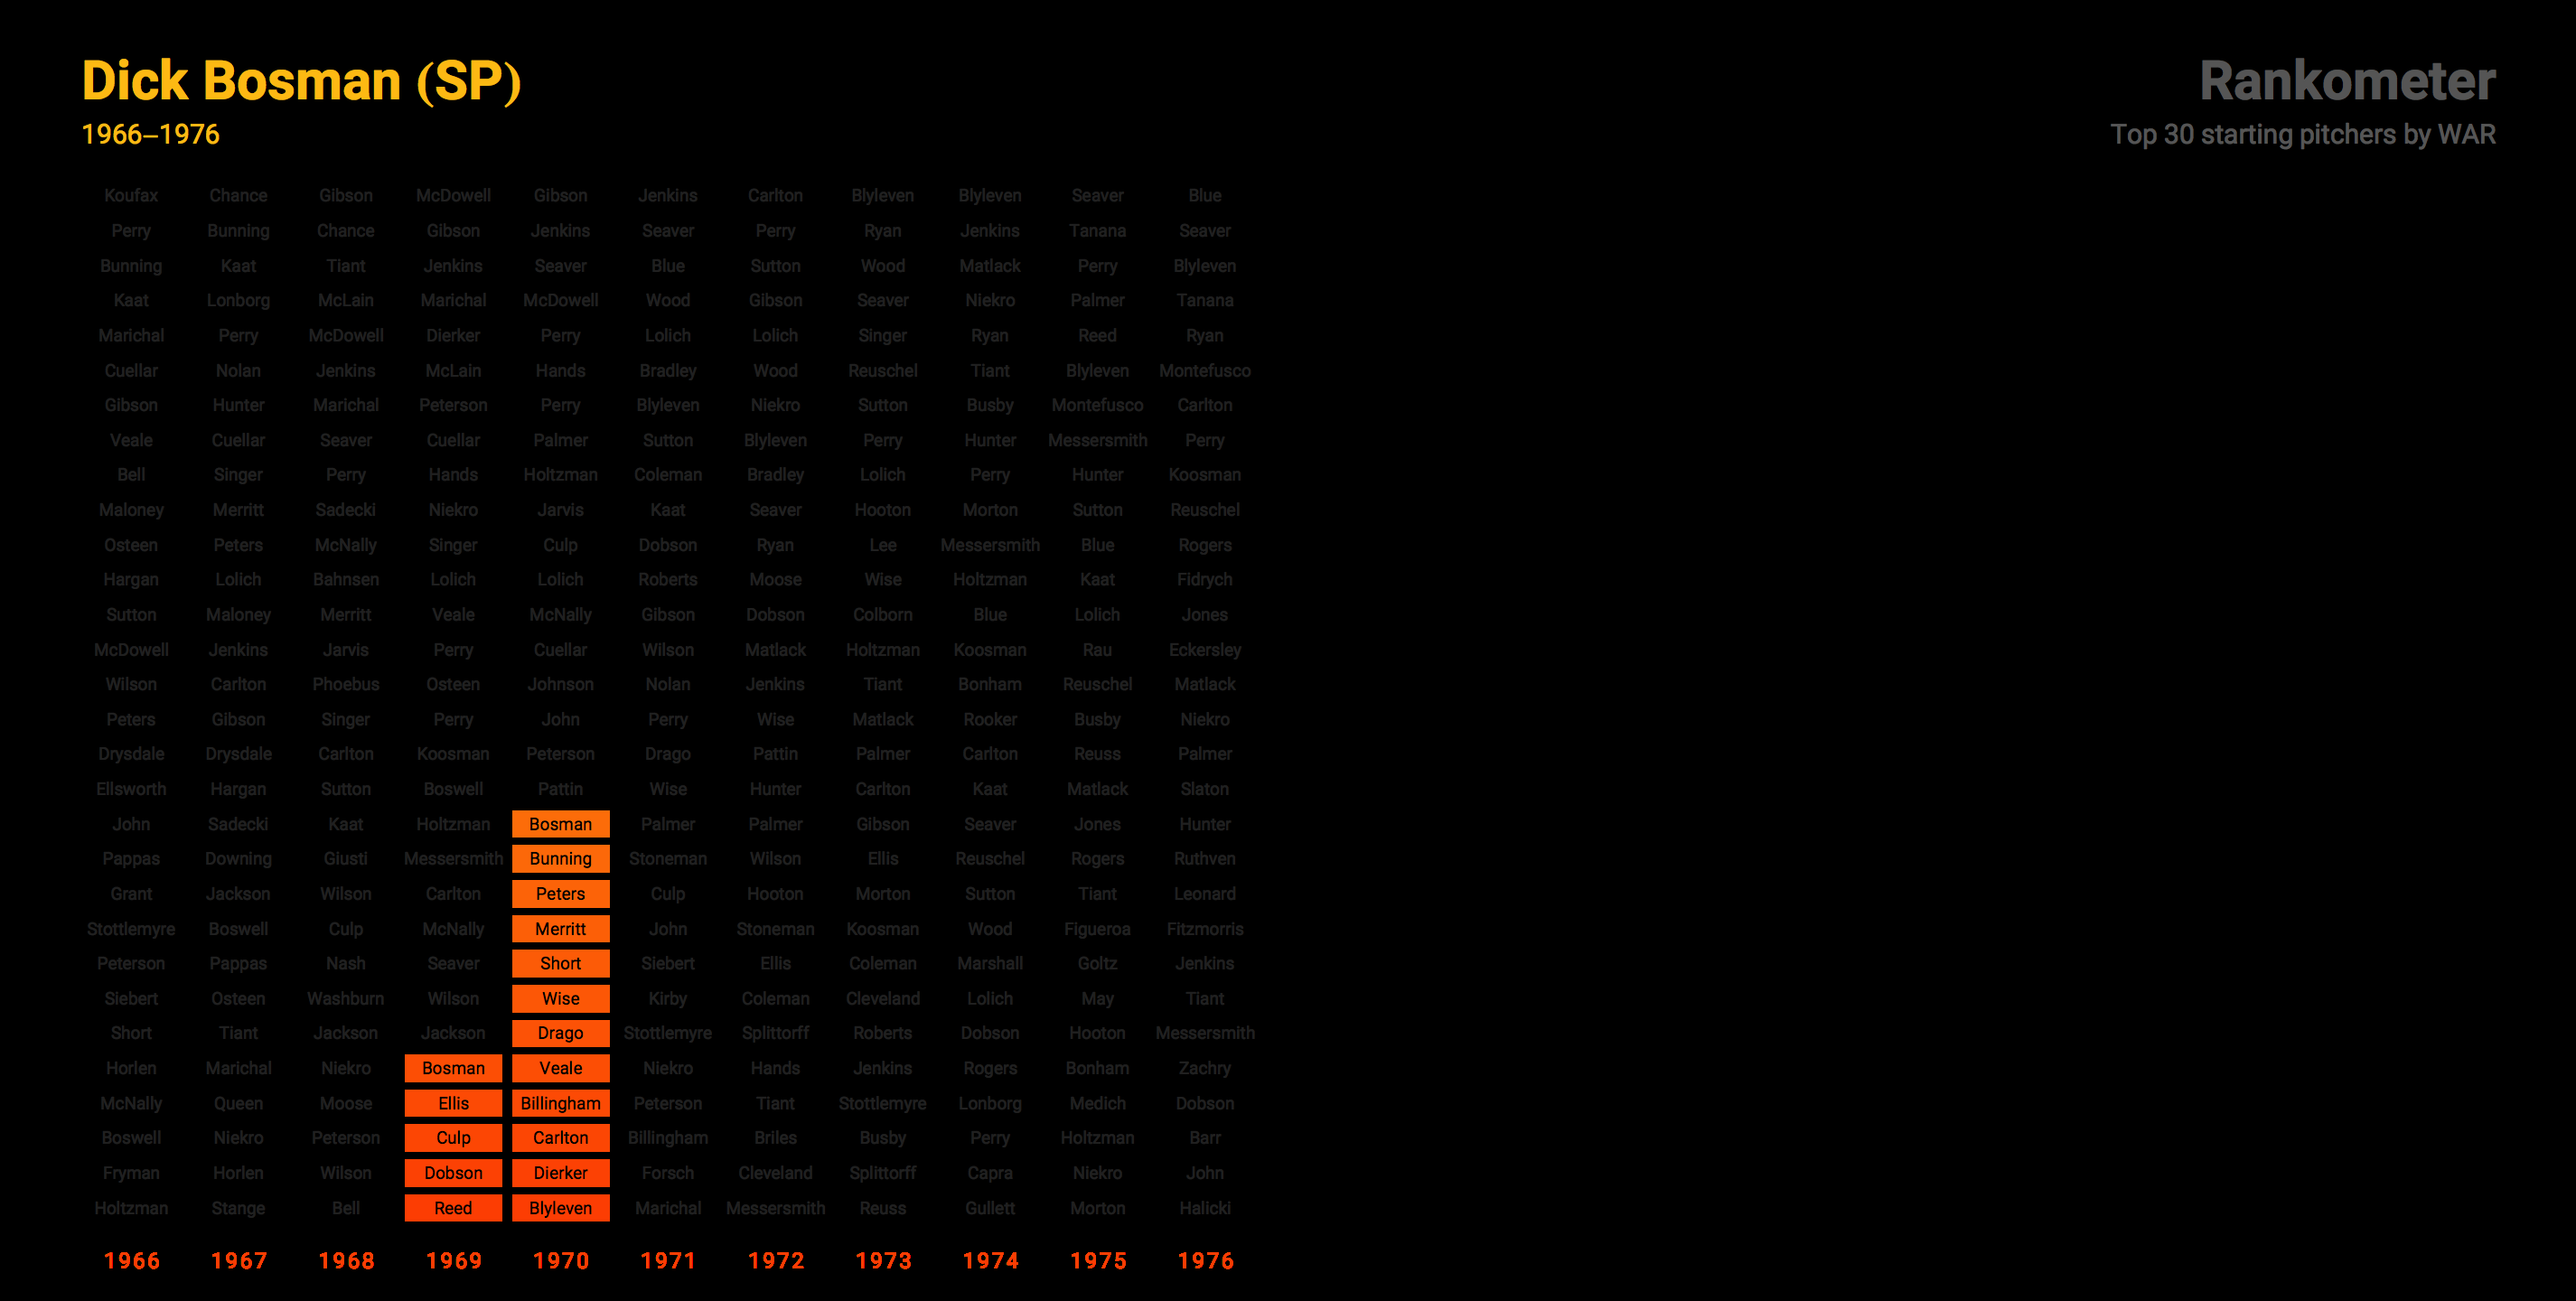 Dick Bosman (SP)
1966–1976
Rankometer
Top 30 starting pitchers by WAR
Koufax Chance Gibson McDowell Gibson Jenkins Carlton Blyleven Blyleven Seaver Blue
Perry Bunning Chance Gibson Jenkins Seaver Perry Ryan Jenkins Tanana Seaver
Bunning Kaat Tiant Jenkins Seaver Blue Sutton Wood Matlack Perry Blyleven
Kaat Lonborg McLain Marichal McDowell Wood Gibson Seaver Niekro Palmer Tanana
Marichal Perry McDowell Dierker Perry Lolich Lolich Singer Ryan Reed Ryan
Cuellar Nolan Jenkins McLain Hands Bradley Wood Reuschel Tiant Blyleven Montefusco
Gibson Hunter Marichal Peterson Perry Blyleven Niekro Sutton Busby Montefusco Carlton
Veale Cuellar Seaver Cuellar Palmer Sutton Blyleven Perry Hunter Messersmith Perry
Bell Singer Perry Hands Holtzman Coleman Bradley Lolich Perry Hunter Koosman
Maloney Merritt Sadecki Niekro Jarvis Kaat Seaver Hooton Morton Sutton Reuschel
Osteen Peters McNally Singer Culp Dobson Ryan Lee Messersmith Blue Rogers
Hargan Lolich Bahnsen Lolich Lolich Roberts Moose Wise Holtzman Kaat Fidrych
Sutton Maloney Merritt Veale McNally Gibson Dobson Colborn Blue Lolich Jones
McDowell Jenkins Jarvis Perry Cuellar Wilson Matlack Holtzman Koosman Rau Eckersley
Wilson Carlton Phoebus Osteen Johnson Nolan Jenkins Tiant Bonham Reuschel Matlack
Peters Gibson Singer Perry John Perry Wise Matlack Rooker Busby Niekro
Drysdale Drysdale Carlton Koosman Peterson Drago Pattin Palmer Carlton Reuss Palmer
Ellsworth Hargan Sutton Boswell Pattin Wise Hunter Carlton Kaat Matlack Slaton
John Sadecki Kaat Holtzman Bosman Palmer Palmer Gibson Seaver Jones Hunter
Pappas Downing Giusti Messersmith Bunning Stoneman Wilson Ellis Reuschel Rogers Ruthven
Grant Jackson Wilson Carlton Peters Culp Hooton Morton Sutton Tiant Leonard
Stottlemyre Boswell Culp McNally Merritt John Stoneman Koosman Wood Figueroa Fitzmorris
Peterson Pappas Nash Seaver Short Siebert Ellis Coleman Marshall Goltz Jenkins
Siebert Osteen Washburn Wilson Wise Kirby Coleman Cleveland Lolich May Tiant
Short Tiant Jackson Jackson Drago Stottlemyre Splittorff Roberts Dobson Hooton Messersmith
Horlen Marichal Niekro Bosman Veale Niekro Hands Jenkins Rogers Bonham Zachry
McNally Queen Moose Ellis Billingham Peterson Tiant Stottlemyre Lonborg Medich Dobson
Boswell Niekro Peterson Culp Carlton Billingham Briles Busby Perry Holtzman Barr
Fryman Horlen Wilson Dobson Dierker Forsch Cleveland Splittorff Capra Niekro John
Holtzman Stange Bell Reed Blyleven Marichal Messersmith Reuss Gullett Morton Halicki
1966 1967 1968 1969 1970 1971 1972 1973 1974 1975 1976